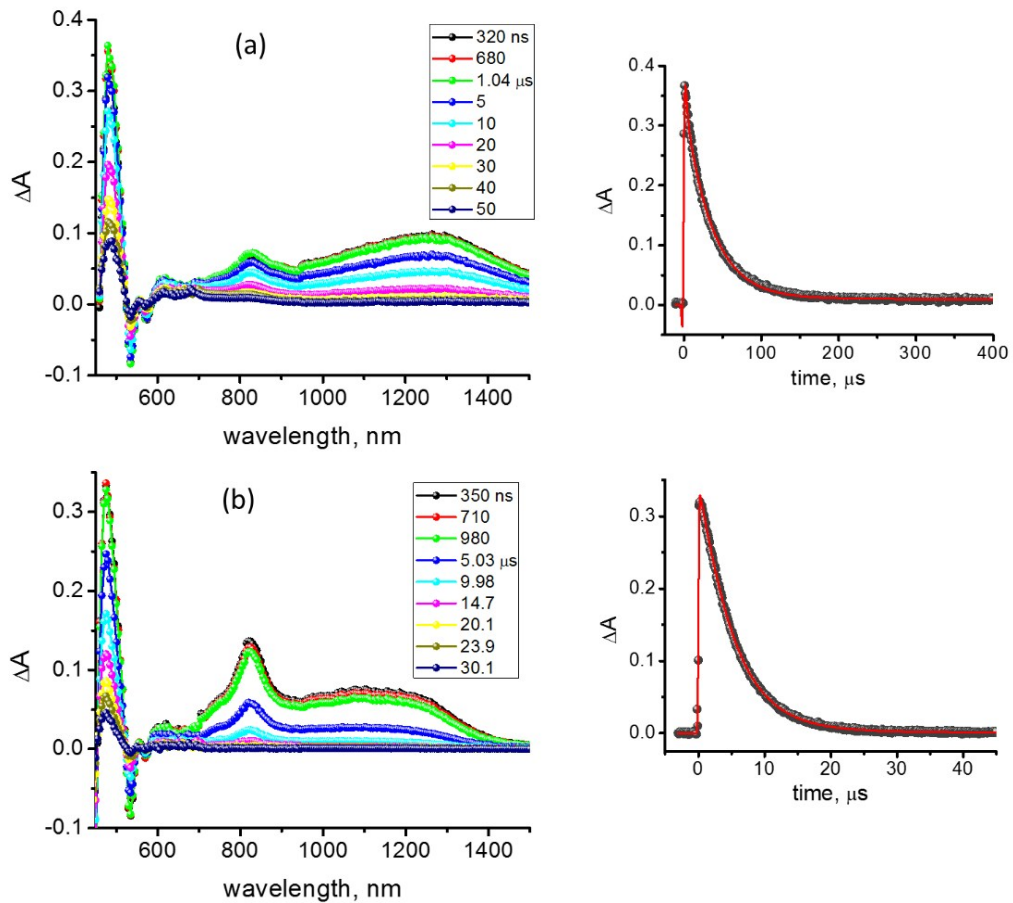 (a)
320 ns
680
1.04 μs
5
10
20
30
40
50
0.4
0.3
0.2
0.1
0.0
-0.1
ΔA
600 800 1000 1200 1400
wavelength, nm
0.4
0.3
0.2
0.1
0.0
ΔA
0 100 200 300 400
time, μs
(b)
350 ns
710
980
5.03 μs
9.98
14.7
20.1
23.9
30.1
0.3
0.2
0.1
0.0
-0.1
ΔA
600 800 1000 1200 1400
wavelength, nm
0.3
0.2
0.1
0.0
ΔA
0 10 20 30 40
time, μs